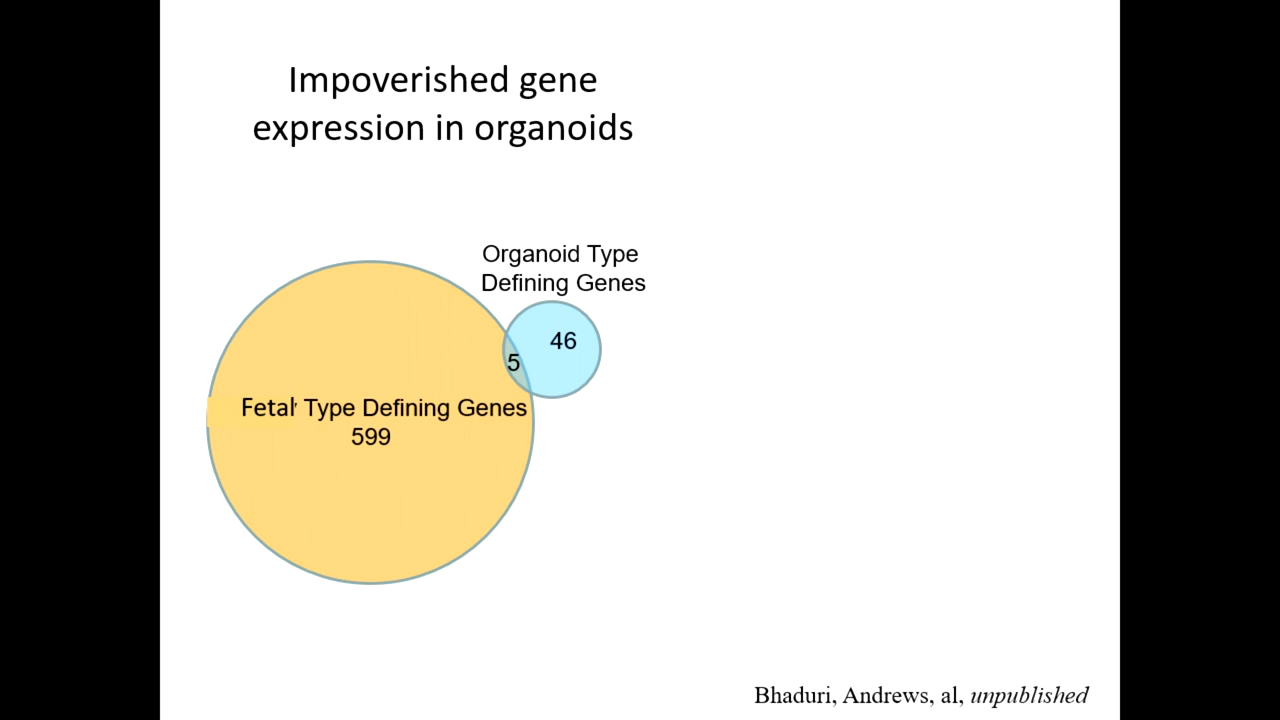 Impoverished gene
expression in organoids
Organoid Type
Defining Genes
46
5
Fetal Type Defining Genes
599
Bhaduri, Andrews, al, unpublished